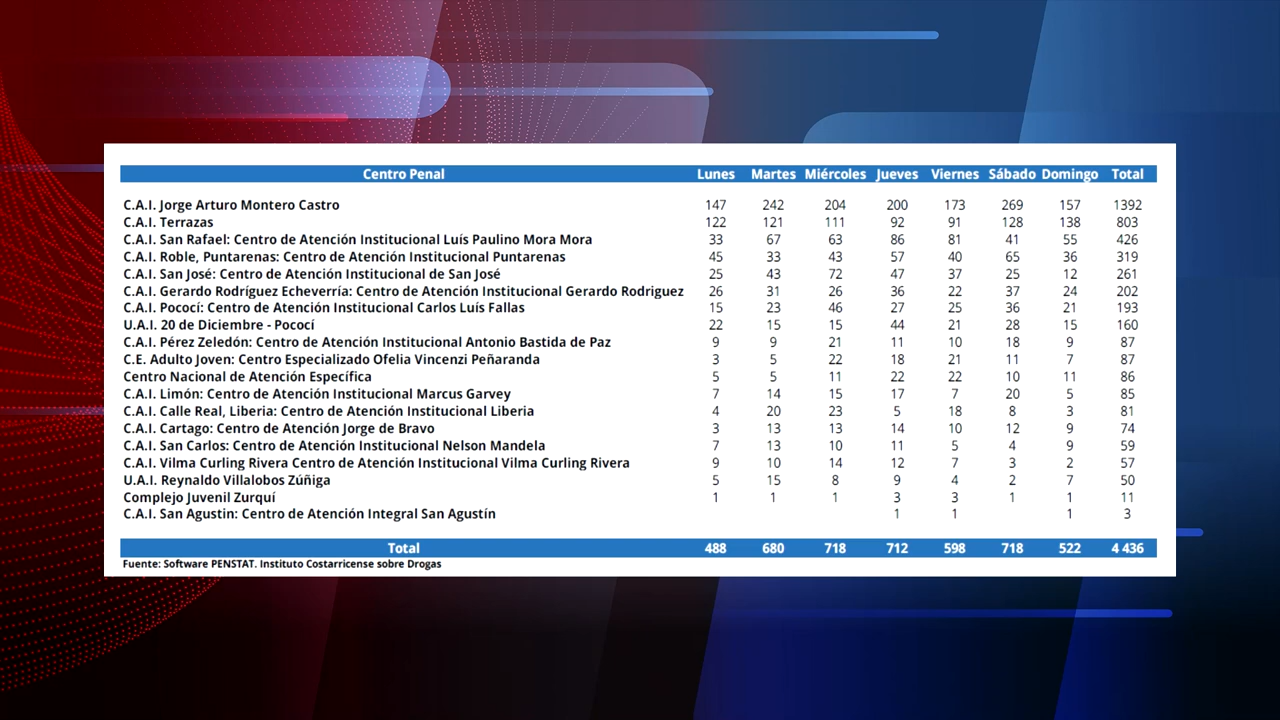 Centro Penal Lunes Martes Miércoles Jueves Viernes Sábado Domingo Total
C.A.I. Jorge Arturo Montero Castro 147 242 204 200 173 269 157 1392
C.A.I. Terrazas 122 121 111 92 91 128 138 803
C.A.I. San Rafael: Centro de Atención Institucional Luís Paulino Mora Mora 33 67 63 86 81 41 55 426
C.A.I. Roble, Puntarenas: Centro de Atención Institucional Puntarenas 45 33 43 57 40 65 36 319
C.A.I. San José: Centro de Atención Institucional de San José 25 43 72 47 37 25 12 261
C.A.I. Gerardo Rodríguez Echeverría: Centro de Atención Institucional Gerardo Rodriguez 26 31 26 36 22 37 24 202
C.A.I. Pococí: Centro de Atención Institucional Carlos Luís Fallas 15 23 46 27 25 36 21 193
U.A.I. 20 de Diciembre - Pococí 22 15 15 44 21 28 15 160
C.A.I. Pérez Zeledón: Centro de Atención Institucional Antonio Bastida de Paz 9 9 21 11 10 18 9 87
C.E. Adulto Joven: Centro Especializado Ofelia Vincenzi Peñaranda 3 5 22 18 21 11 7 87
Centro Nacional de Atención Específica 5 5 11 22 22 10 11 86
C.A.I. Limón: Centro de Atención Institucional Marcus Garvey 7 14 15 17 7 20 5 85
C.A.I. Calle Real, Liberia: Centro de Atención Institucional Liberia 4 20 23 5 18 8 3 81
C.A.I. Cartago: Centro de Atención Jorge de Bravo 3 13 13 14 10 12 9 74
C.A.I. San Carlos: Centro de Atención Institucional Nelson Mandela 7 13 10 11 5 4 9 59
C.A.I. Vilma Curling Rivera Centro de Atención Institucional Vilma Curling Rivera 9 10 14 12 7 3 2 57
U.A.I. Reynaldo Villalobos Zúñiga 5 15 8 9 4 2 7 50
Complejo Juvenil Zurquí 1 1 1 3 3 1 1 11
C.A.I. San Agustin: Centro de Atención Integral San Agustín 1 1 1 3
Total 488 680 718 712 598 718 522 4 436
Fuente: Software PENSTAT. Instituto Costarricense sobre Drogas